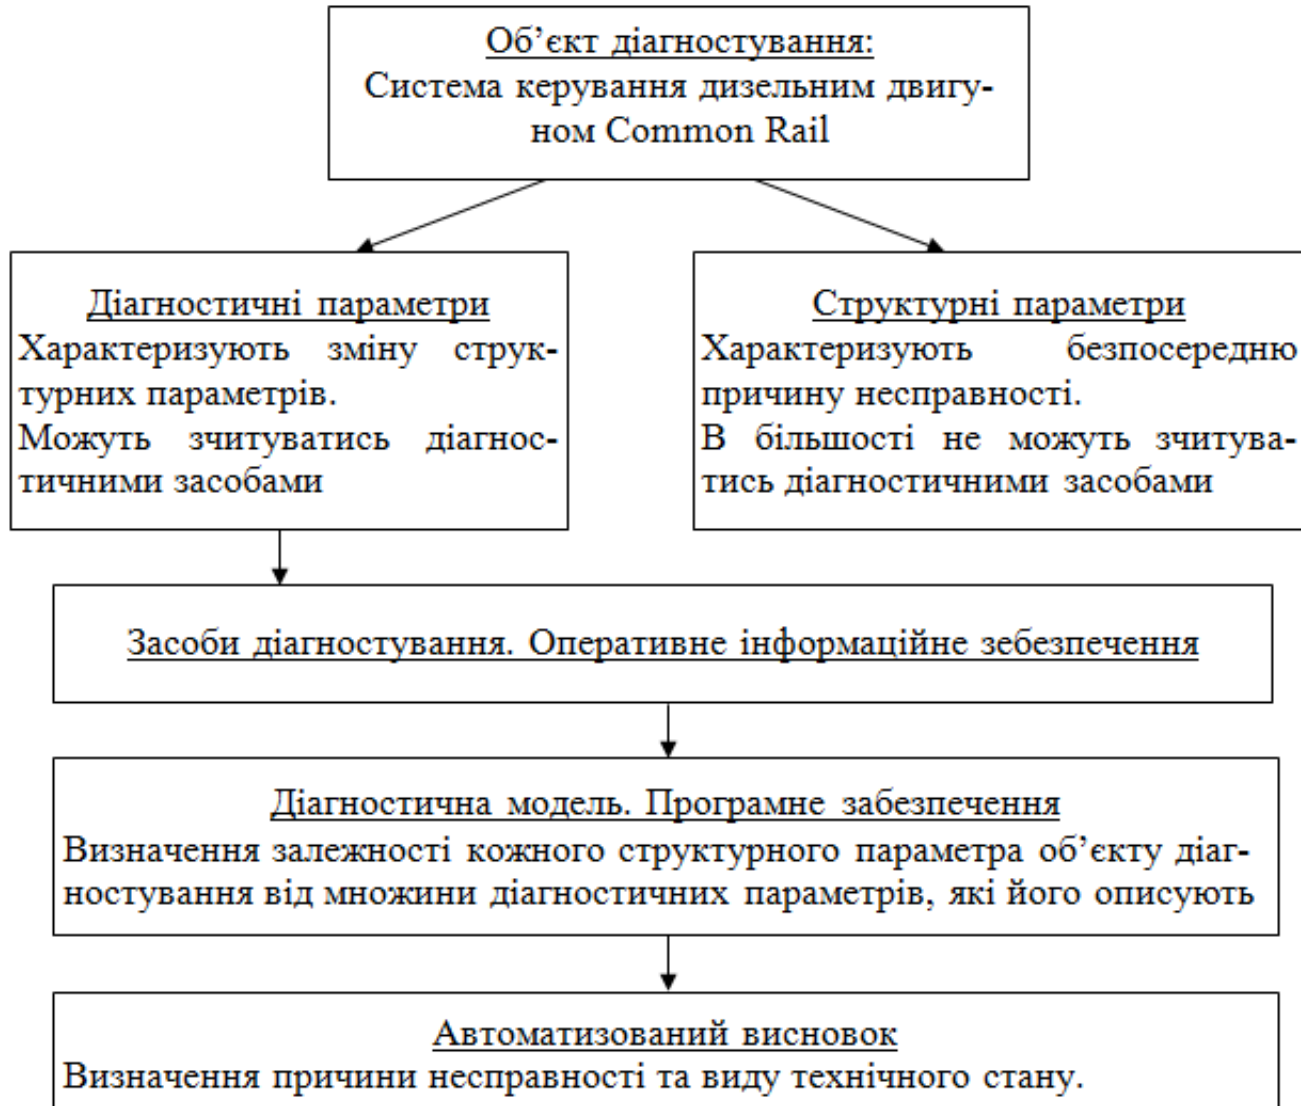 Об’єкт діагностування:
Система керування дизельним двигу-
ном Common Rail
Діагностичні параметри
Характеризують зміну струк-
турних параметрів.
Можуть зчитуватись діагнос-
тичними засобами
Структурні параметри
Характеризують безпосередню
причину несправності.
В більшості не можуть зчитува-
тись діагностичними засобами
Засоби діагностування. Оперативне інформаційне зебезпечення
Діагностична модель. Програмне забезпечення
Визначення залежності кожного структурного параметра об’єкту діаг-
ностування від множини діагностичних параметрів, які його описують
Автоматизований висновок
Визначення причини несправності та виду технічного стану.